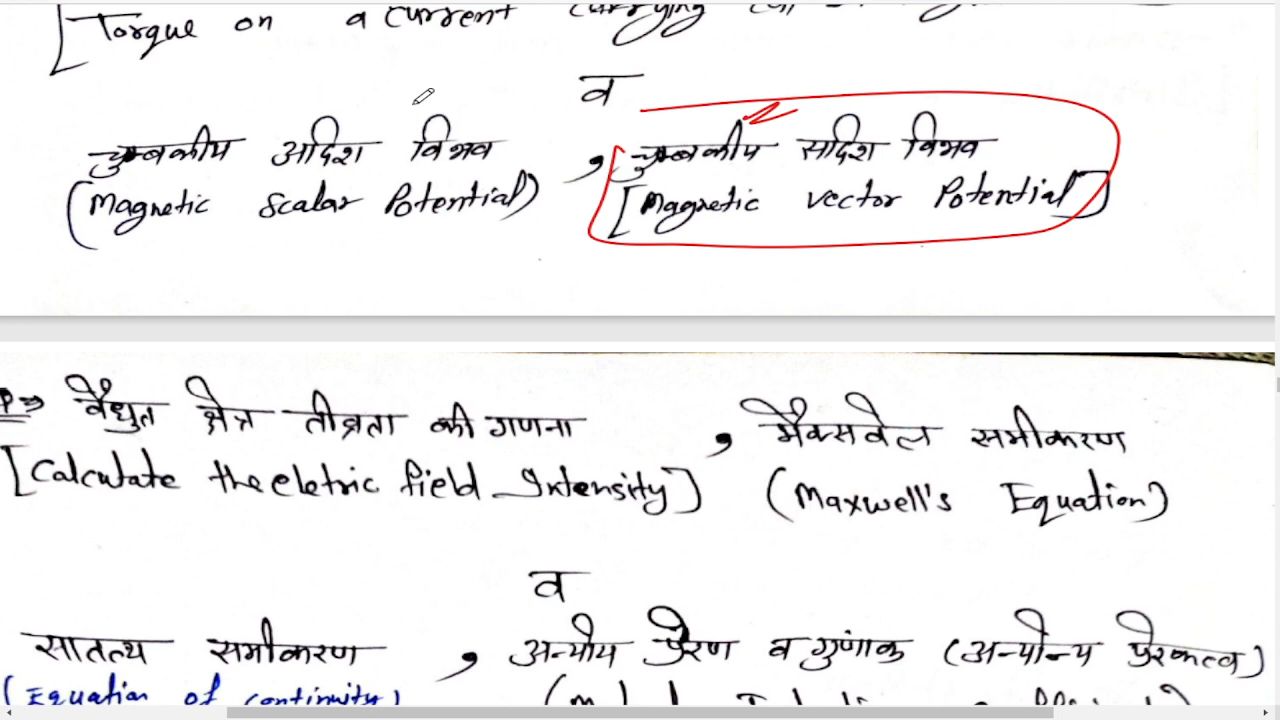 [Torque on a current carrying
व
चुम्बकीय अदिश विभव , चुम्बकीय सदिश विभव
(Magnetic Scalar Potential) [Magnetic vector Potential]
वैधुत क्षेत्र तीव्रता की गणना , मैक्सवेल समीकरण
[Calculate the eletric field Intensity] (Maxwell's Equation)
व
सातत्य समीकरण , अन्योय प्रेरण व गुणांक (अन्योन्य प्रेरकत्व)
(Equation of continuity)